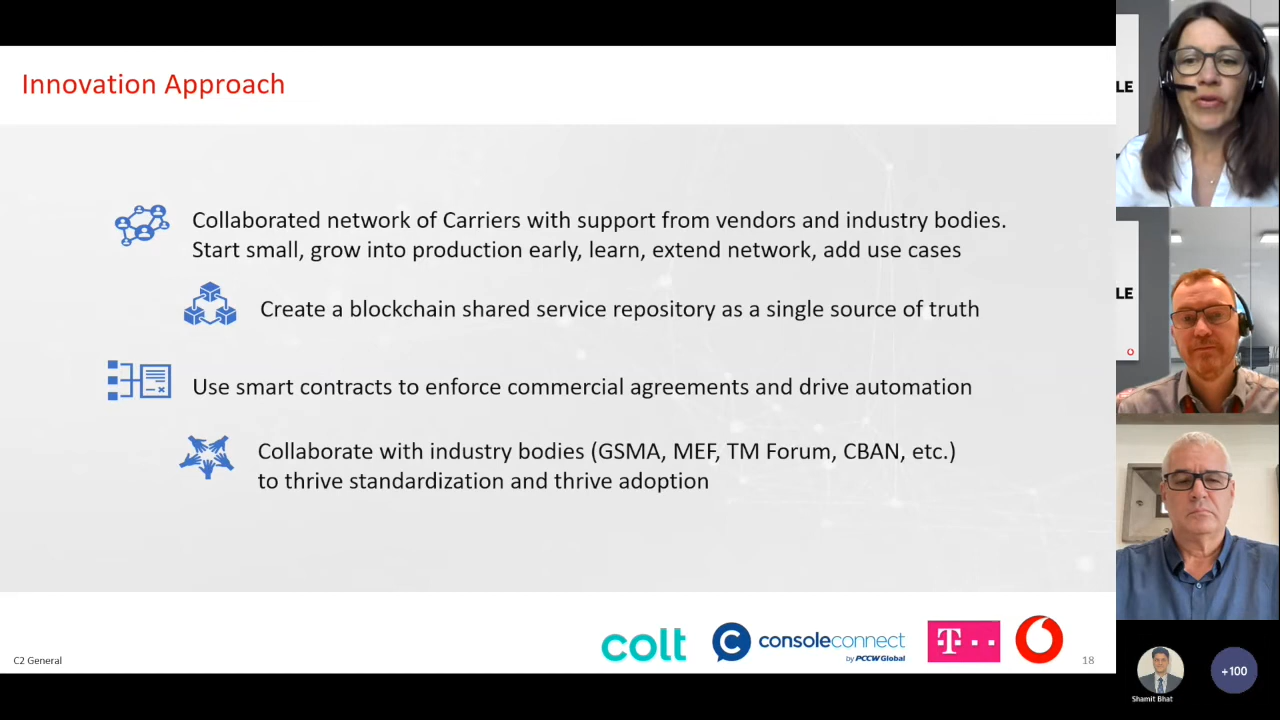 Innovation Approach
Collaborated network of Carriers with support from vendors and industry bodies.
Start small, grow into production early, learn, extend network, add use cases
Create a blockchain shared service repository as a single source of truth
Use smart contracts to enforce commercial agreements and drive automation
Collaborate with industry bodies (GSMA, MEF, TM Forum, CBAN, etc.)
to thrive standardization and thrive adoption
C2 General
colt
consoleconnect
by PCCW Global
T
18
LE
LE
Shamit Bhat
+100